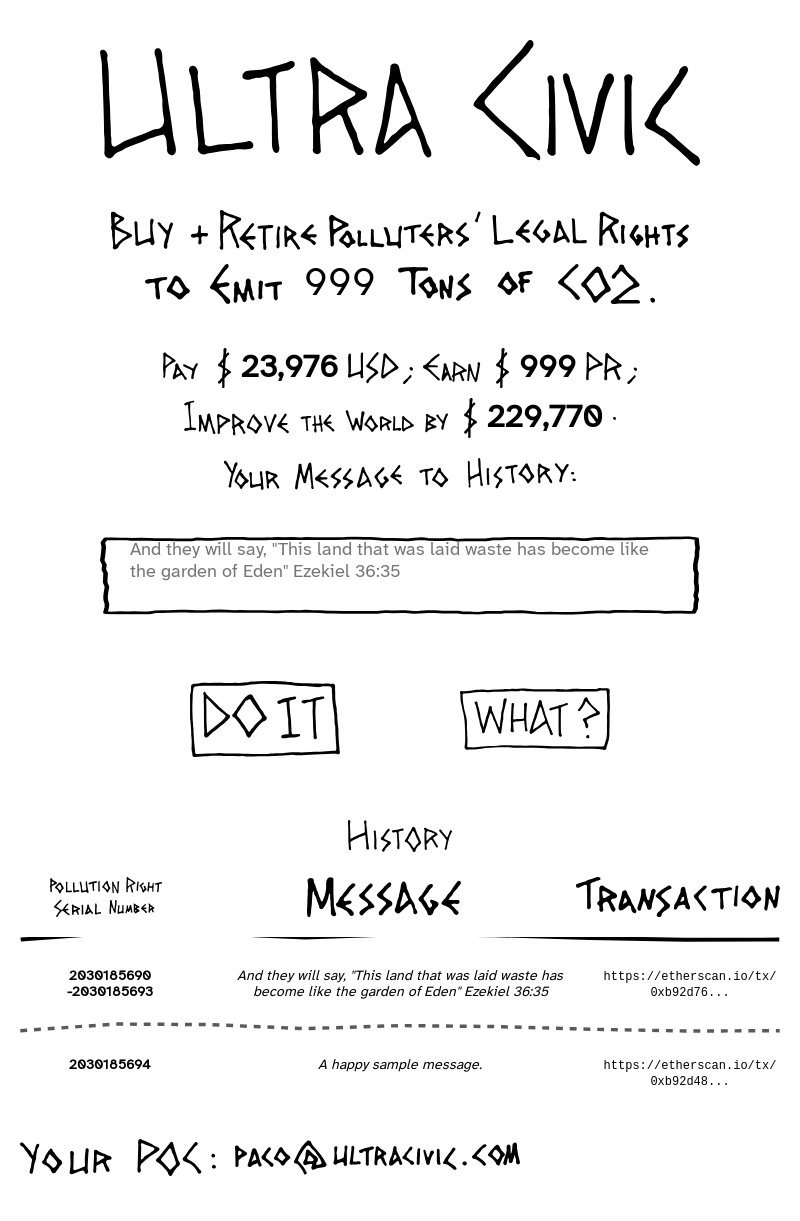 Ultra Civic
Buy + Retire Polluters' Legal Rights
to Emit 999 Tons of CO2.
Pay $ 23,976 USD; Earn $ 999 PR;
Improve the World by $ 229,770.
Your Message to History:
And they will say, "This land that was laid waste has become like
the garden of Eden" Ezekiel 36:35
DO IT
WHAT?
History
Pollution Right
Serial Number
Message
Transaction
2030185690
-2030185693
And they will say, "This land that was laid waste has
become like the garden of Eden" Ezekiel 36:35
https://etherscan.io/tx/
0xb92d76...
2030185694
A happy sample message.
https://etherscan.io/tx/
0xb92d48...
Your POC: paco@ultracivic.com